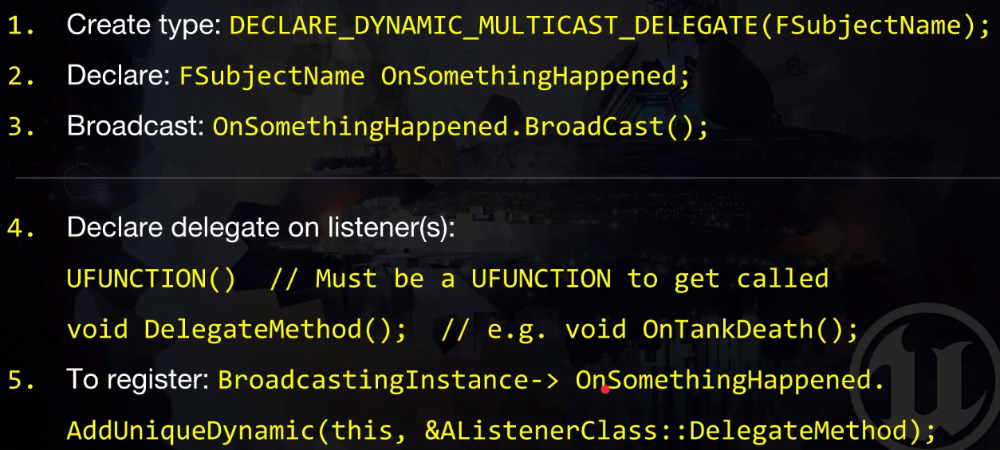 1. Create type: DECLARE_DYNAMIC_MULTICAST_DELEGATE(FSubjectName);
2. Declare: FSubjectName OnSomethingHappened;
3. Broadcast: OnSomethingHappened.BroadCast();
4. Declare delegate on listener(s):
UFUNCTION() // Must be a UFUNCTION to get called
void DelegateMethod(); // e.g. void OnTankDeath();
5. To register: BroadcastingInstance-> OnSomethingHappened.
AddUniqueDynamic(this, &AListenerClass::DelegateMethod);